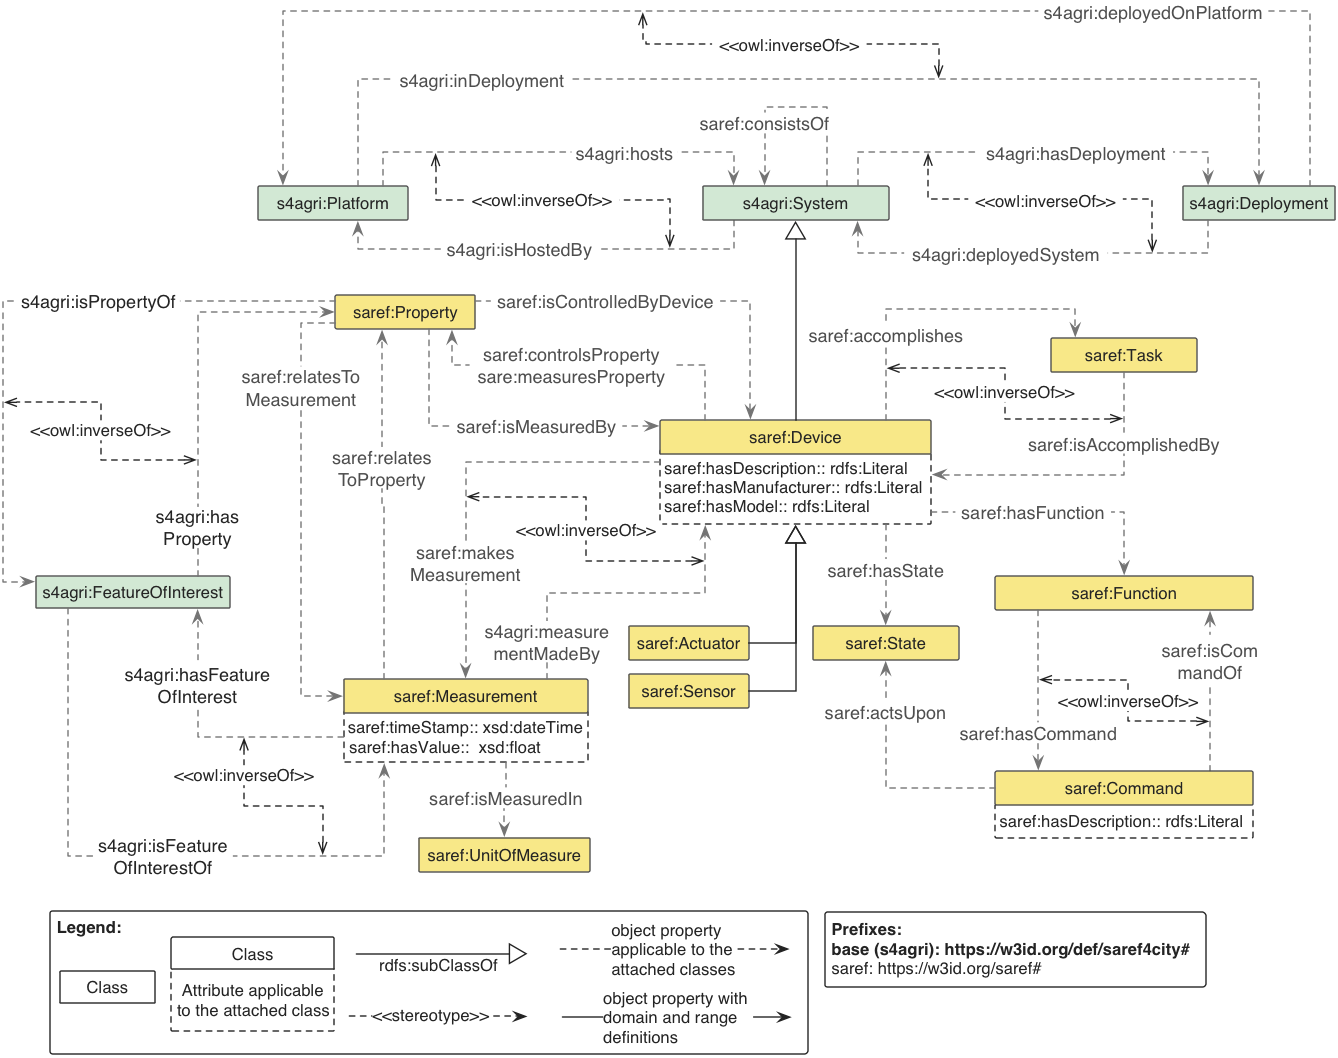 s4agri:deployedOnPlatform
<<owl:inverseOf>>
s4agri:inDeployment
saref:consistsOf
s4agri:hosts
s4agri:hasDeployment
s4agri:Platform
<<owl:inverseOf>>
s4agri:System
<<owl:inverseOf>>
s4agri:Deployment
s4agri:isHostedBy
s4agri:deployedSystem
s4agri:isPropertyOf
saref:Property
saref:isControlledByDevice
saref:accomplishes
saref:controlsProperty
sare:measuresProperty
saref:Task
saref:relatesTo
Measurement
<<owl:inverseOf>>
<<owl:inverseOf>>
saref:isMeasuredBy
saref:Device
saref:isAccomplishedBy
saref:relates
ToProperty
saref:hasDescription:: rdfs:Literal
saref:hasManufacturer:: rdfs:Literal
saref:hasModel:: rdfs:Literal
s4agri:has
Property
<<owl:inverseOf>>
saref:hasFunction
saref:makes
Measurement
saref:hasState
s4agri:FeatureOfInterest
saref:Function
s4agri:measure
mentMadeBy
saref:Actuator
saref:State
saref:isCom
mandOf
s4agri:hasFeature
OfInterest
saref:Measurement
saref:Sensor
<<owl:inverseOf>>
saref:timeStamp:: xsd:dateTime
saref:hasValue:: xsd:float
saref:actsUpon
saref:hasCommand
<<owl:inverseOf>>
saref:isMeasuredIn
saref:Command
saref:hasDescription:: rdfs:Literal
s4agri:isFeature
OfInterestOf
saref:UnitOfMeasure
Legend:
Class
Class
Attribute applicable
to the attached class
rdfs:subClassOf
<<stereotype>>
object property
applicable to the
attached classes
object property with
domain and range
definitions
Prefixes:
base (s4agri): https://w3id.org/def/saref4city#
saref: https://w3id.org/saref#